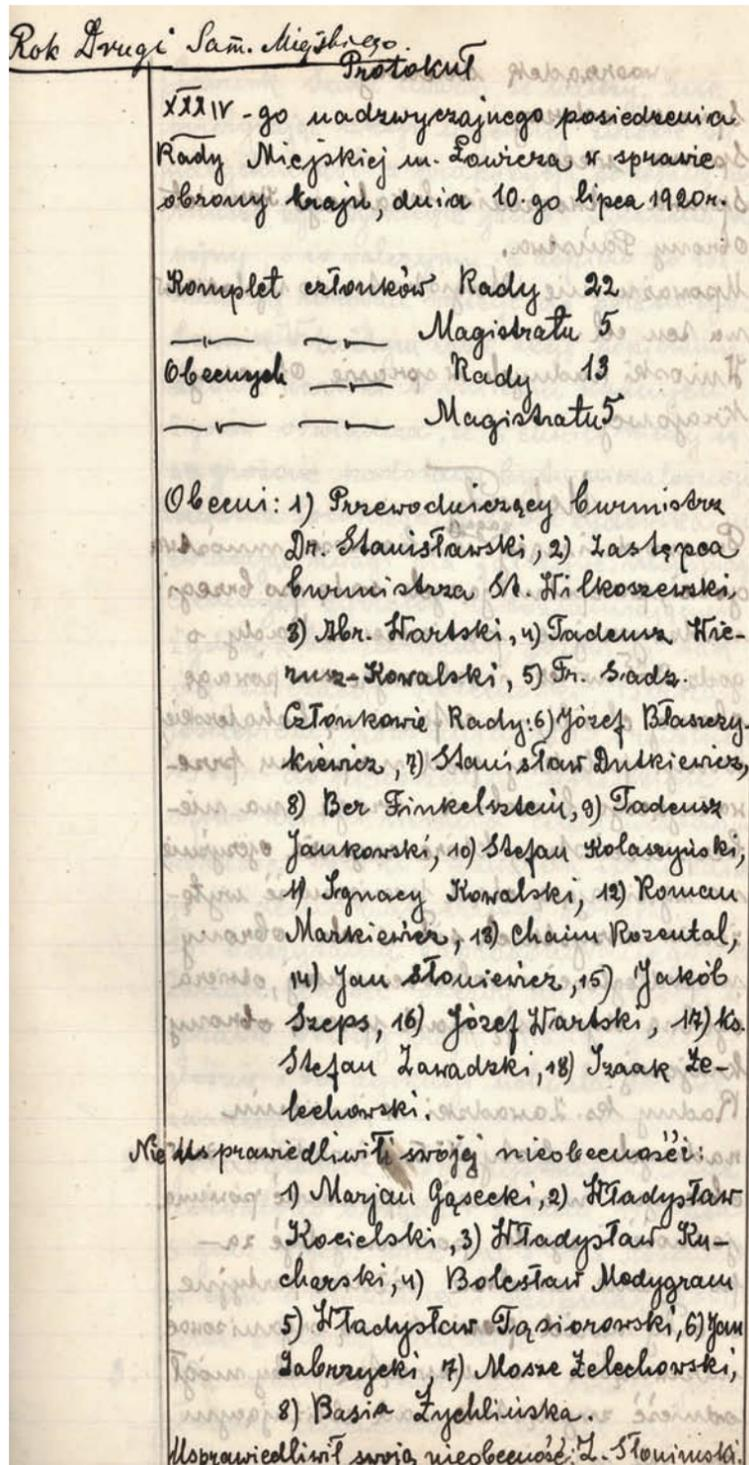 Rok Drugi Sam. Miejskiego.
Protokuł
XXXIV-go nadzwyczajnego posiedzenia
Rady Miejskiej m. Łowicza w sprawie
obrony kraju, dnia 10.go lipca 1920r.
Komplet członków Rady 22
—"— —"— Magistratu 5
Obecnych —"— Rady 13
—"— —"— Magistratu 5
Obecni: 1) Przewodniczący burmistrz
Dr. Stanisławski, 2) Zastępca
burmistrza St. Wilkoszewski,
3) Abr. Wartski, 4) Tadeusz Wie-
rusz-Kowalski, 5) Fr. Sadz.
Członkowie Rady: 6) Józef Błaszczy-
kiewicz, 7) Stanisław Dutkiewicz,
8) Ber Finkelsztein, 9) Tadeusz
Jankowski, 10) Stefan Kolaszyński,
11) Ignacy Kowalski, 12) Roman
Markiewicz, 13) Chaim Rozental,
14) Jan Słoniewicz, 15) Jakób
Szeps, 16) Józef Wartski, 17) ks.
Stefan Zawadzki, 18) Izaak Że-
lechowski.
Nie usprawiedliwili swojej nieobecności:
1) Marjan Gąsecki, 2) Władysław
Kocielski, 3) Władysław Ku-
charski, 4) Bolesław Modygram
5) Władysław Tąsiorowski, 6) Jan
Zabrzycki, 7) Mosze Żelechowski,
8) Basia Żychlińska.
Usprawiedliwił swoją nieobecność: Z. Słonimski.